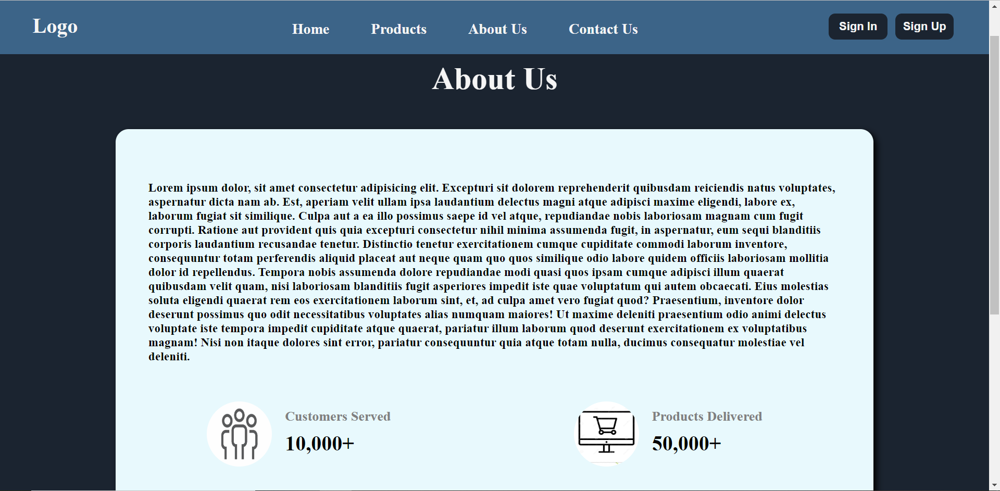 Logo
Home
Products
About Us
Contact Us
Sign In
Sign Up
About Us
Lorem ipsum dolor, sit amet consectetur adipisicing elit. Excepturi sit dolorem reprehenderit quibusdam reiciendis natus voluptates,
aspernatur dicta nam ab. Est, aperiam velit ullam ipsa laudantium delectus magni atque adipisci maxime eligendi, labore ex,
laborum fugiat sit similique. Culpa aut a ea illo possimus saepe id vel atque, repudiandae nobis laboriosam magnam cum fugit
corrupti. Ratione aut provident quis quia excepturi consectetur nihil minima assumenda fugit, in aspernatur, eum sequi blanditiis
corporis laudantium recusandae tenetur. Distinctio tenetur exercitationem cumque cupiditate commodi laborum inventore,
consequuntur totam perferendis aliquid placeat aut neque quam quo quos similique odio labore quidem officiis laboriosam mollitia
dolor id repellendus. Tempora nobis assumenda dolore repudiandae modi quasi quos ipsam cumque adipisci illum quaerat
quibusdam velit quam, nisi laboriosam blanditiis fugit asperiores impedit iste quae voluptatum qui autem obcaecati. Eius molestias
soluta eligendi quaerat rem eos exercitationem laborum sint, et, ad culpa amet vero fugiat quod? Praesentium, inventore dolor
deserunt possimus quo odit necessitatibus voluptates alias numquam maiores! Ut maxime deleniti praesentium odio animi delectus
voluptate iste tempora impedit cupiditate atque quaerat, pariatur illum laborum quod deserunt exercitationem ex voluptatibus
magnam! Nisi non itaque dolores sint error, pariatur consequuntur quia atque totam nulla, ducimus consequatur molestiae vel
deleniti.
Customers Served
10,000+
Products Delivered
50,000+